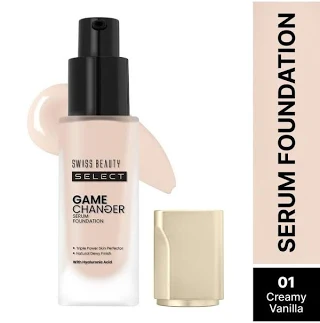 SWISS BEAUTY
SELECT
GAME
CHANGER
SERUM
FOUNDATION
• Triple Power Skin Perfector
• Natural Dewy Finish
With Hyaluronic Acid
SERUM FOUNDATION
01
Creamy
Vanilla